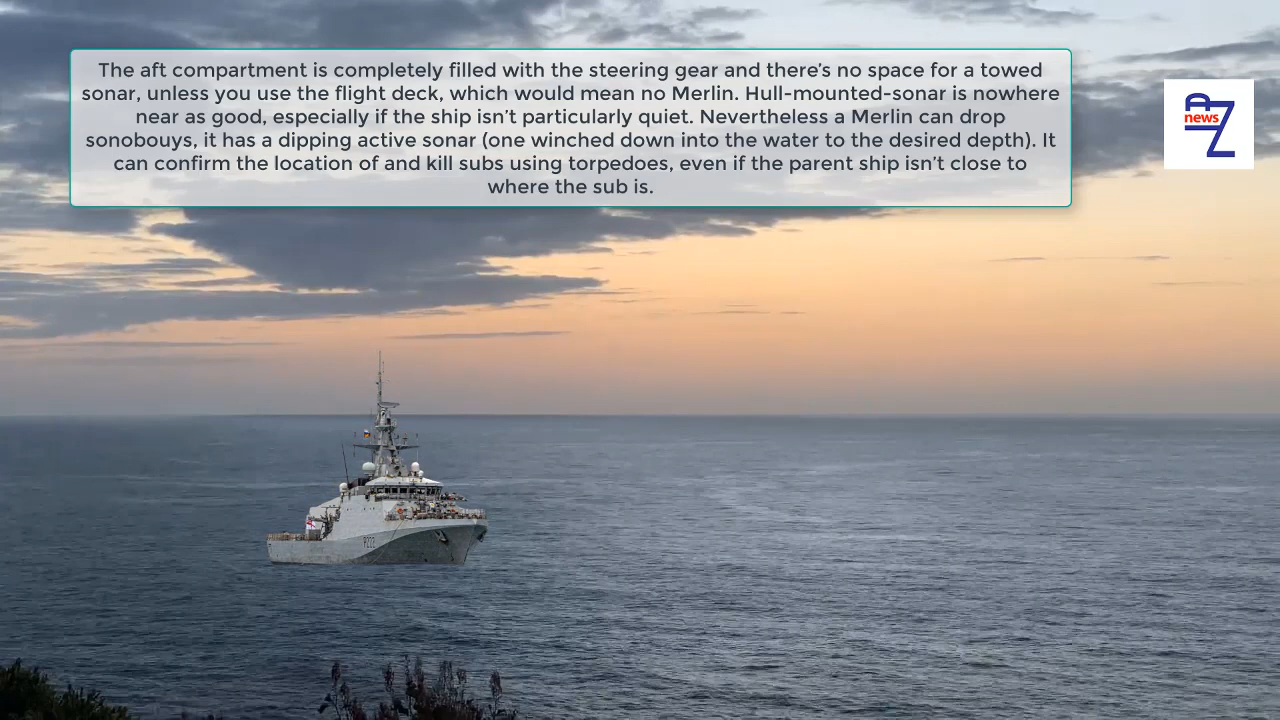 The aft compartment is completely filled with the steering gear and there's no space for a towed
sonar, unless you use the flight deck, which would mean no Merlin. Hull-mounted-sonar is nowhere
near as good, especially if the ship isn't particularly quiet. Nevertheless a Merlin can drop
sonobouys, it has a dipping active sonar (one winched down into the water to the desired depth). It
can confirm the location of and kill subs using torpedoes, even if the parent ship isn't close to
where the sub is.
AZ
news
P222